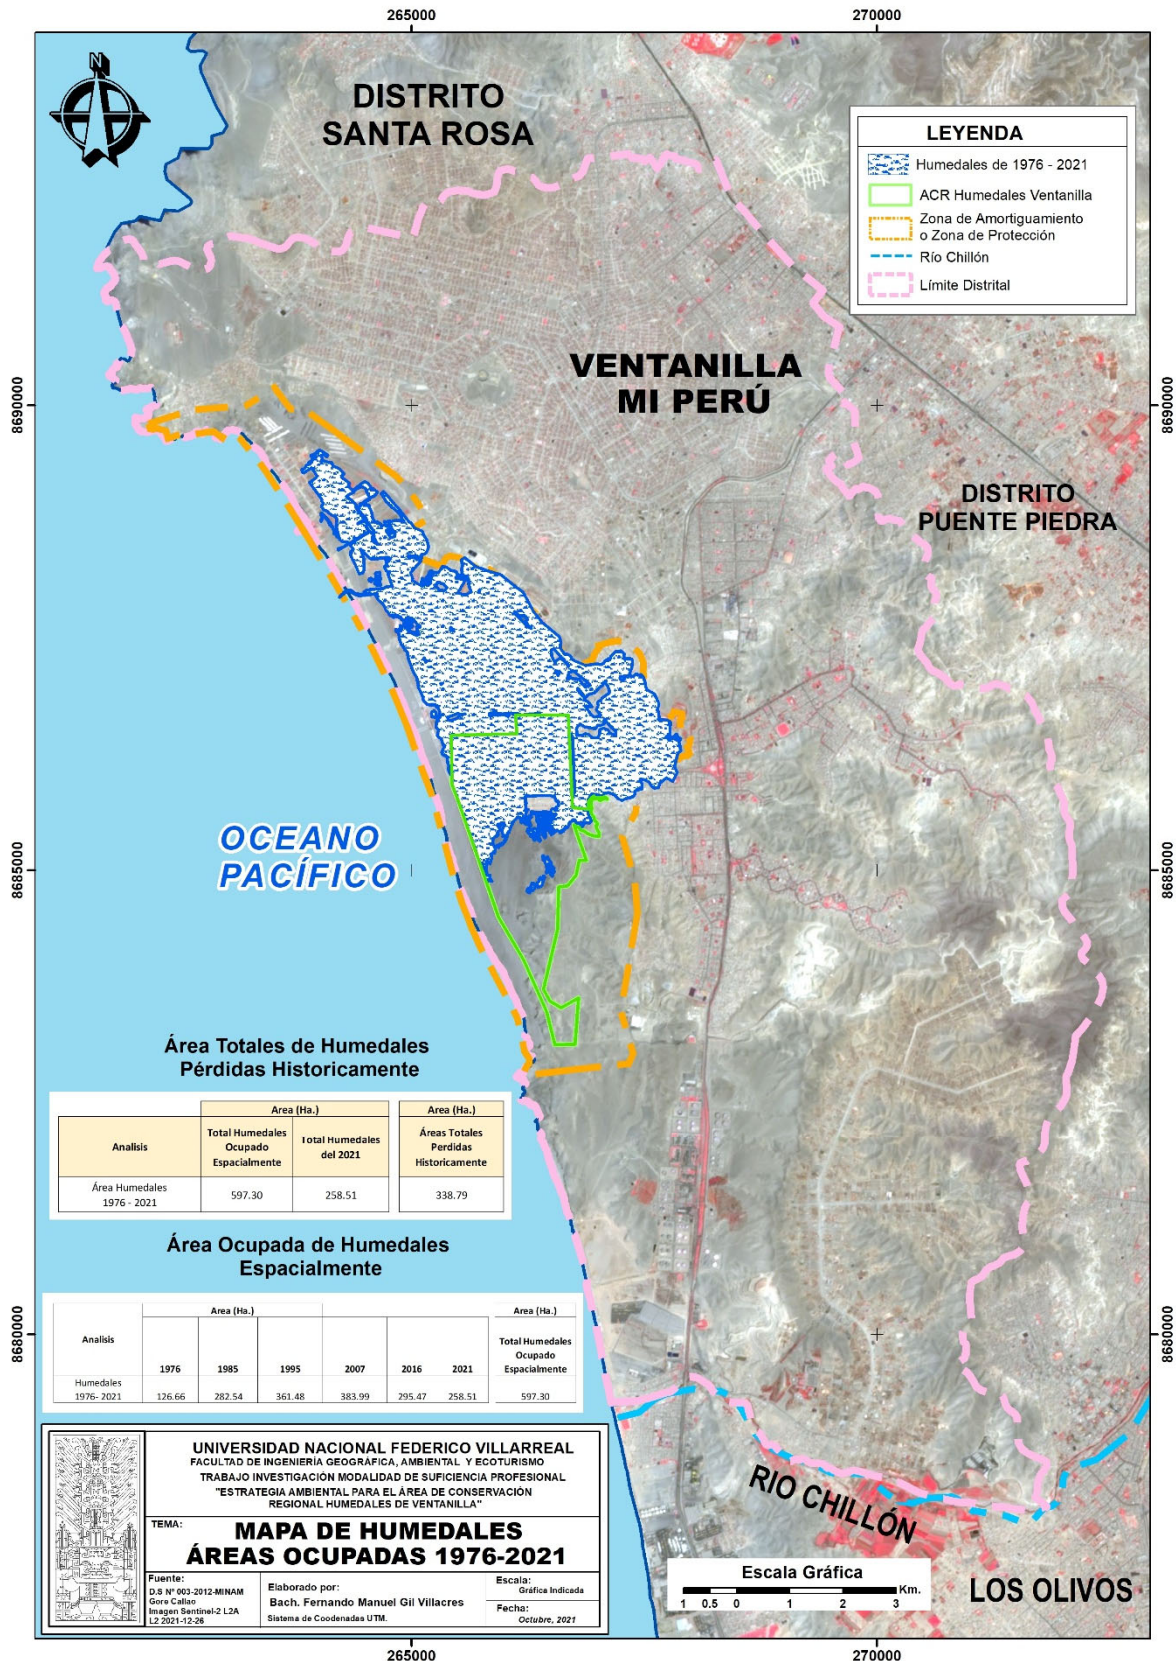 265000
270000
N
DISTRITO
SANTA ROSA
LEYENDA
Humedales de 1976 - 2021
ACR Humedales Ventanilla
Zona de Amortiguamiento
o Zona de Protección
Río Chillón
Límite Distrital
VENTANILLA
MI PERÚ
8690000
8690000
DISTRITO
PUENTE PIEDRA
OCEANO
PACÍFICO
8685000
8685000
Área Totales de Humedales
Pérdidas Historicamente
Area (Ha.)
Area (Ha.)
Analisis
Total Humedales
Ocupado
Espacialmente
Total Humedales
del 2021
Áreas Totales
Perdidas
Historicamente
Área Humedales
1976 - 2021
597.30
258.51
338.79
Área Ocupada de Humedales
Espacialmente
Area (Ha.)
Area (Ha.)
Analisis
1976
1985
1995
2007
2016
2021
Total Humedales
Ocupado
Espacialmente
Humedales
1976- 2021
126.66
282.54
361.48
383.99
295.47
258.51
597.30
8680000
8680000
RIO CHILLÓN
LOS OLIVOS
UNIVERSIDAD NACIONAL FEDERICO VILLARREAL
FACULTAD DE INGENIERÍA GEOGRÁFICA, AMBIENTAL Y ECOTURISMO
TRABAJO INVESTIGACIÓN MODALIDAD DE SUFICIENCIA PROFESIONAL
"ESTRATEGIA AMBIENTAL PARA EL ÁREA DE CONSERVACIÓN
REGIONAL HUMEDALES DE VENTANILLA"
TEMA:
MAPA DE HUMEDALES
ÁREAS OCUPADAS 1976-2021
Fuente:
D.S Nº 003-2012-MINAM
Gore Callao
Imagen Sentinel-2 L2A
L2 2021-12-26
Elaborado por:
Bach. Fernando Manuel Gil Villacres
Sistema de Coodenadas UTM.
Escala:
Gráfica Indicada
Fecha:
Octubre, 2021
Escala Gráfica
Km.
1 0.5 0 1 2 3
265000
270000